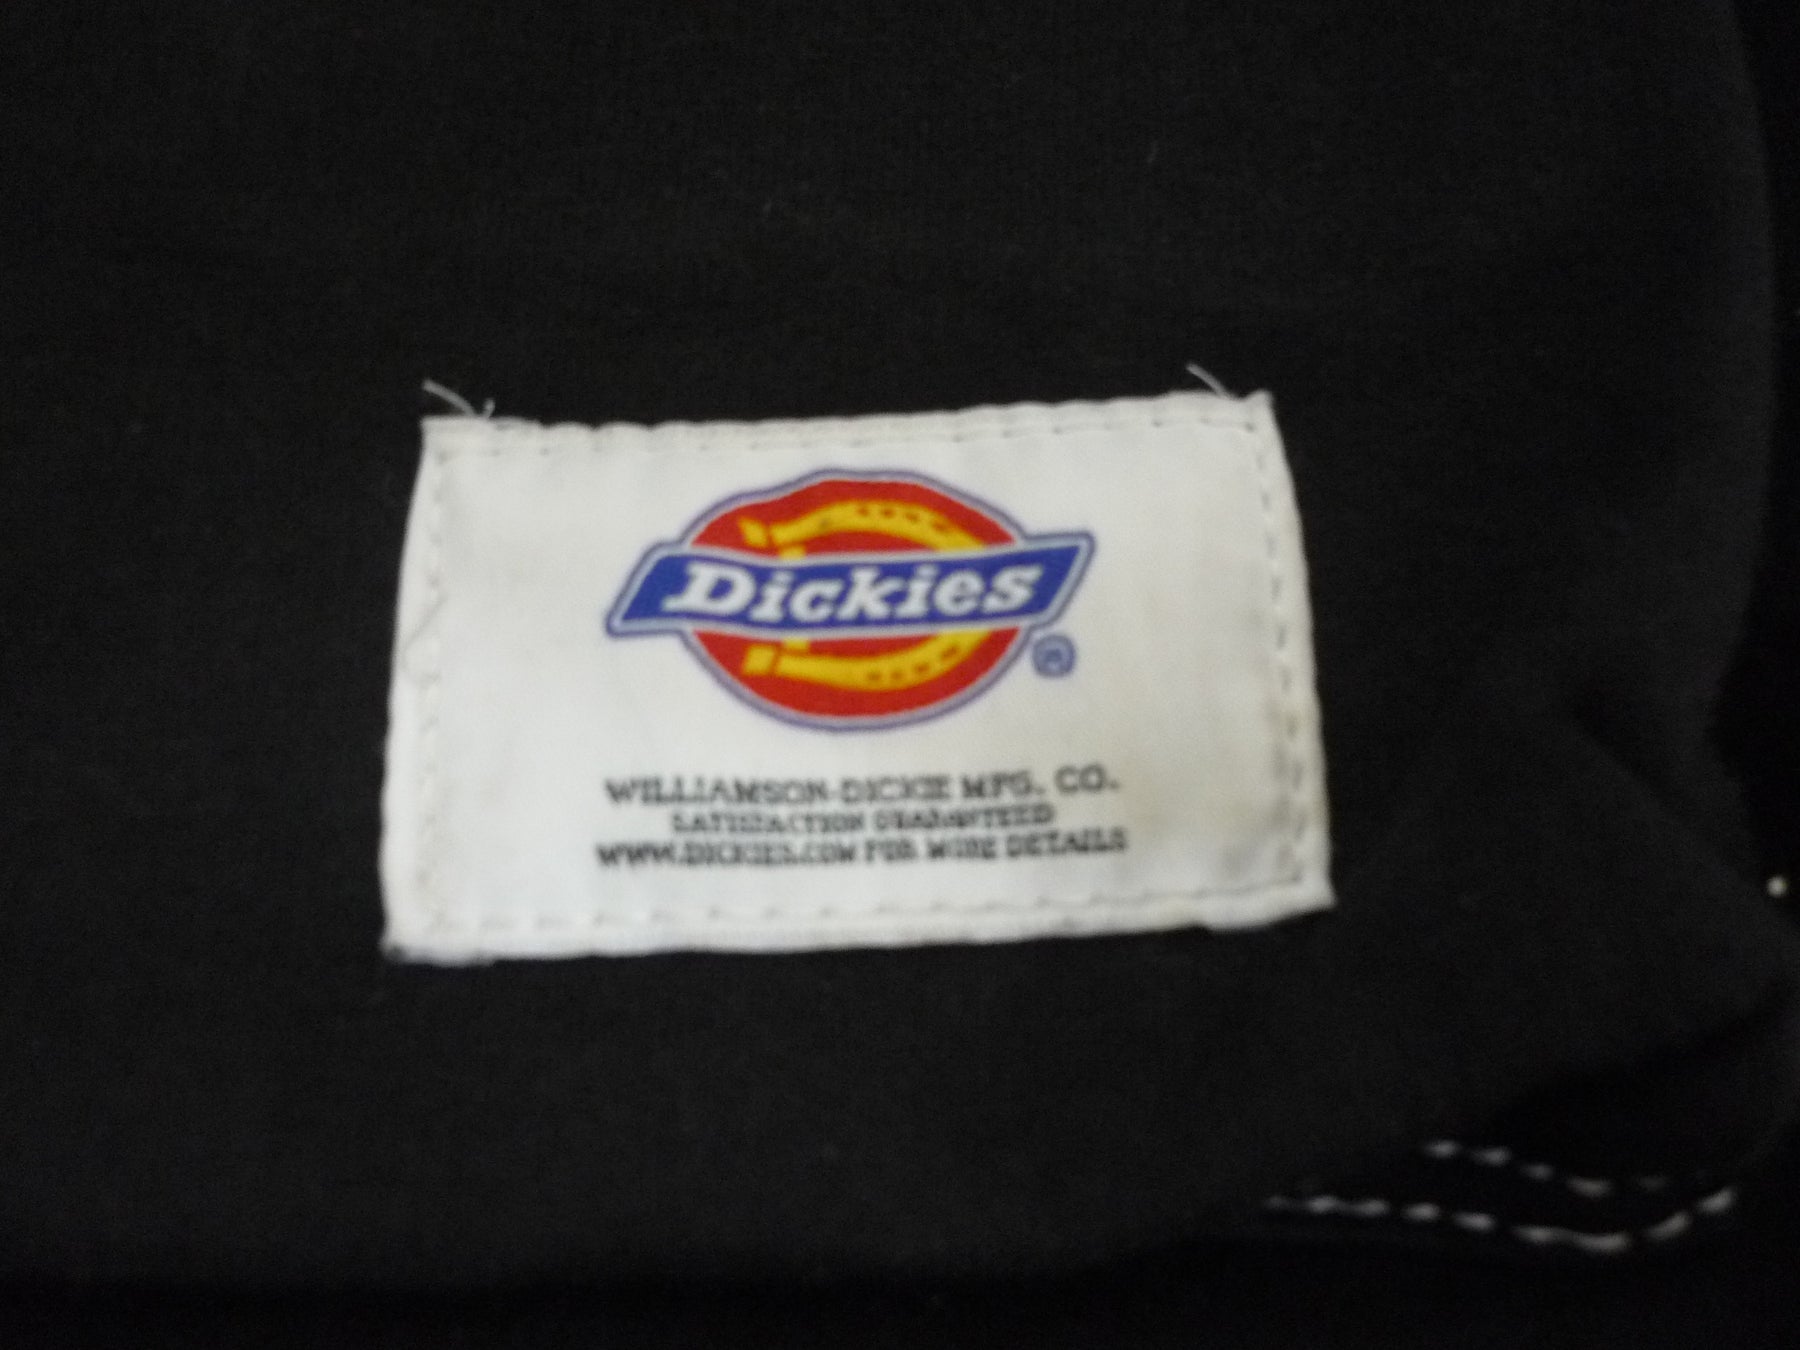 Dickies
®
WILLIAMSON-DICKIE MFG. CO.
SATISFACTION GUARANTEED
WWW.DICKIES.COM FOR MORE DETAILS